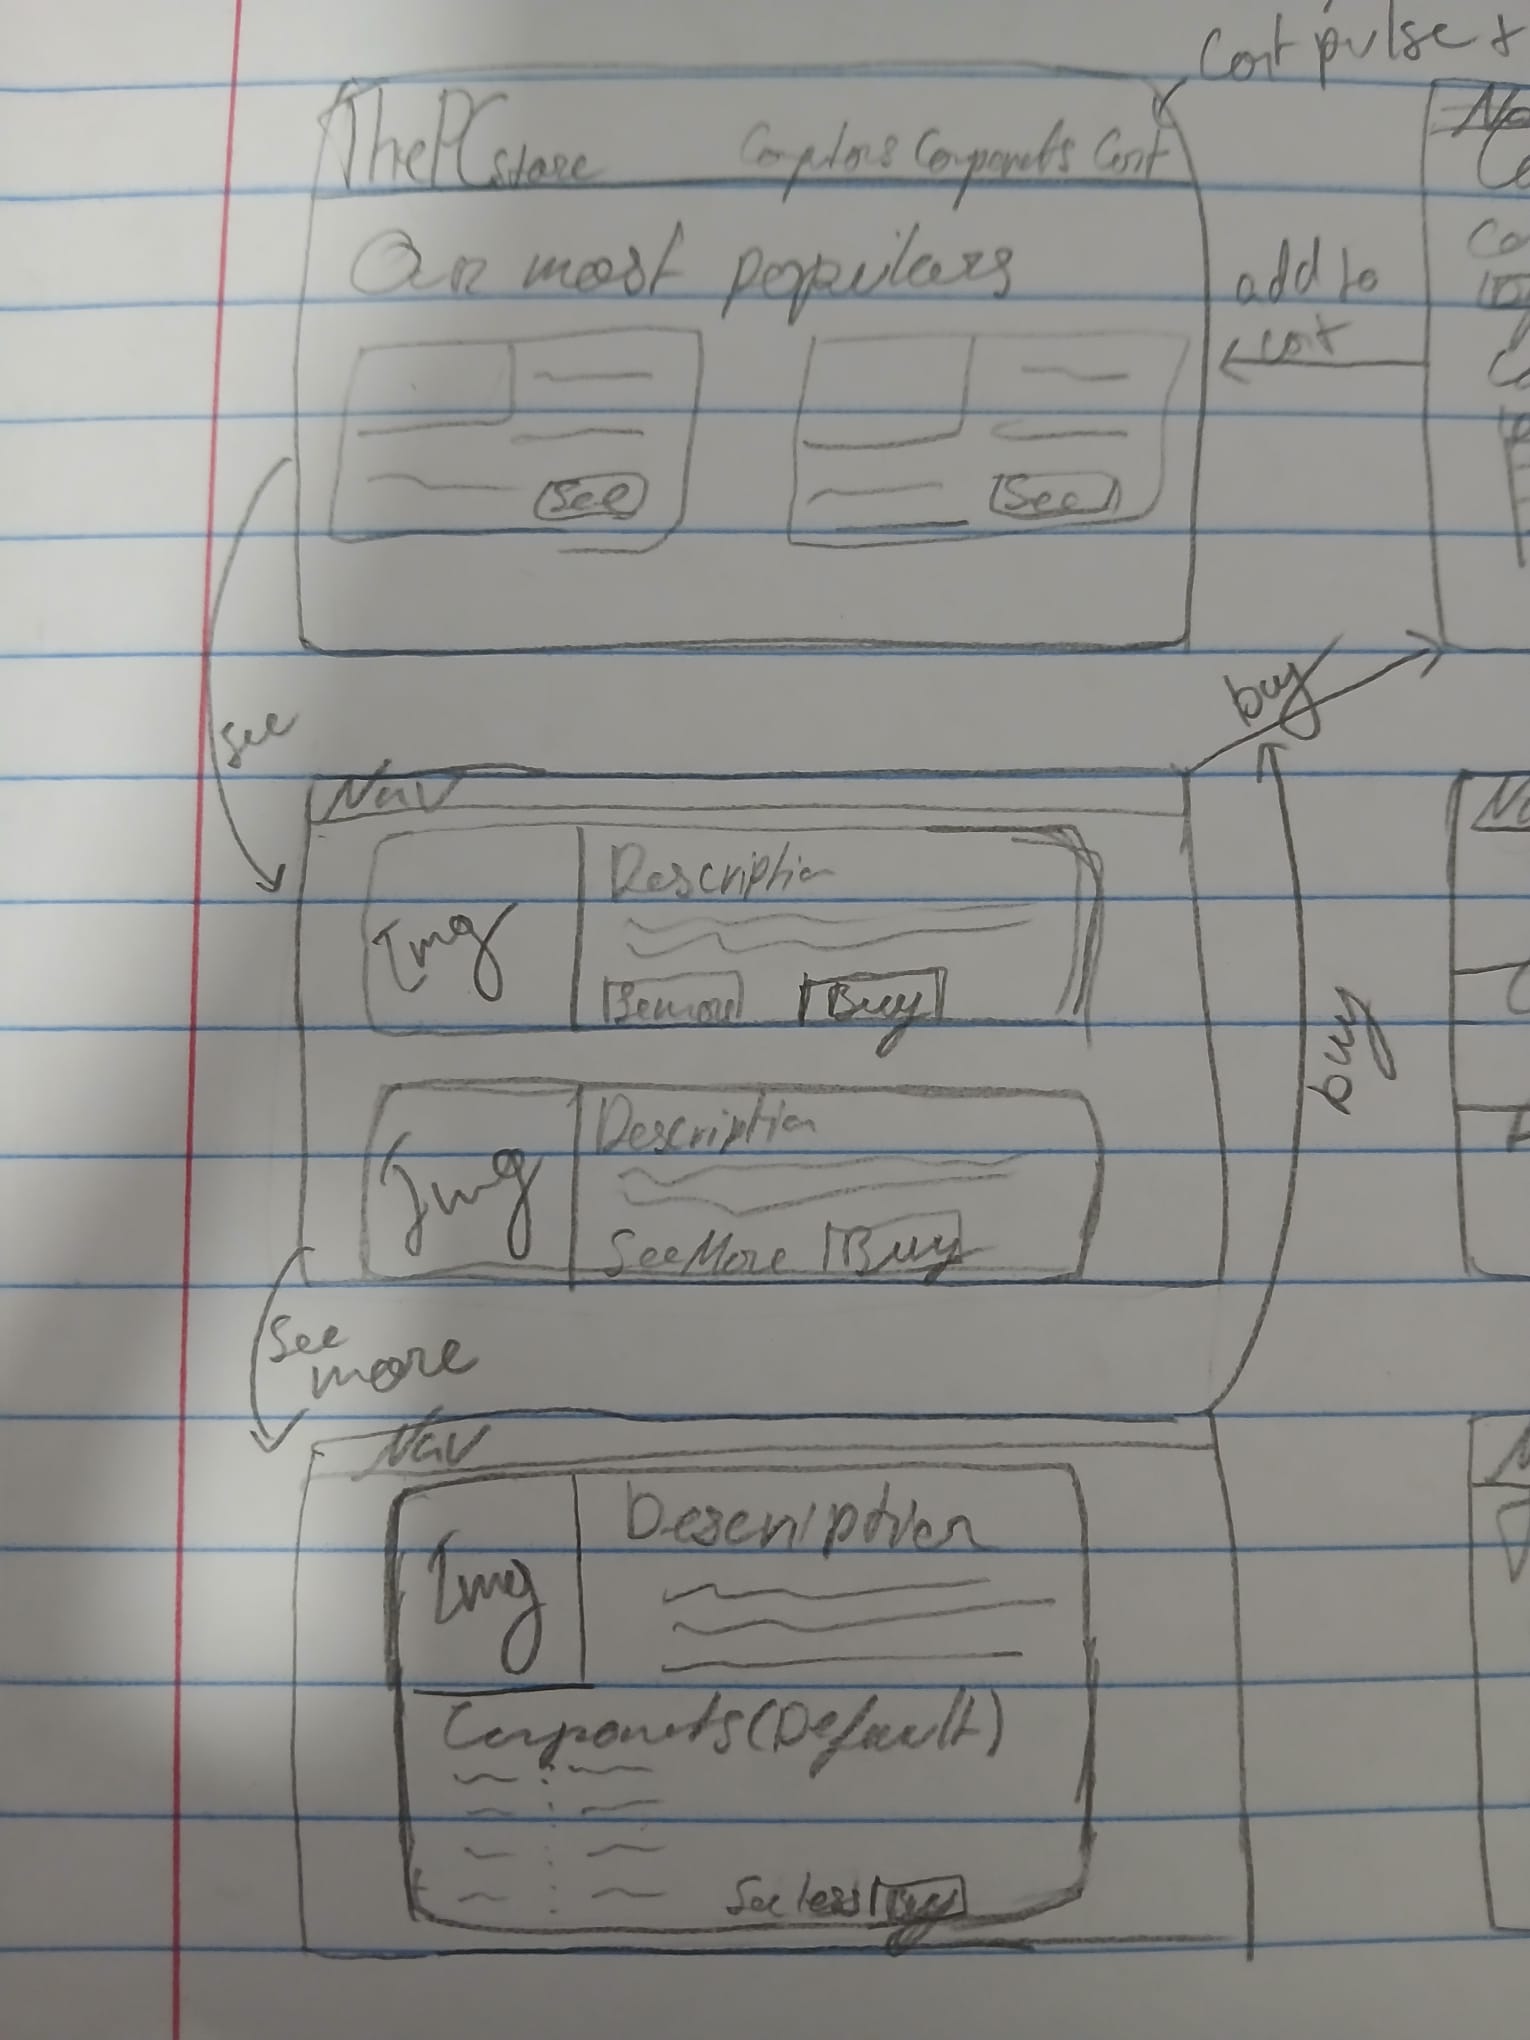 Cart pulse +
ThePCstore Computers Components Cart
Our most populars
add to
cart
See See
see
buy
Nav
Description
Img
Seemore Buy
buy
Description
Img
SeeMore Buy
See
more
Nav
Description
Img
Components(Default)
See less Buy